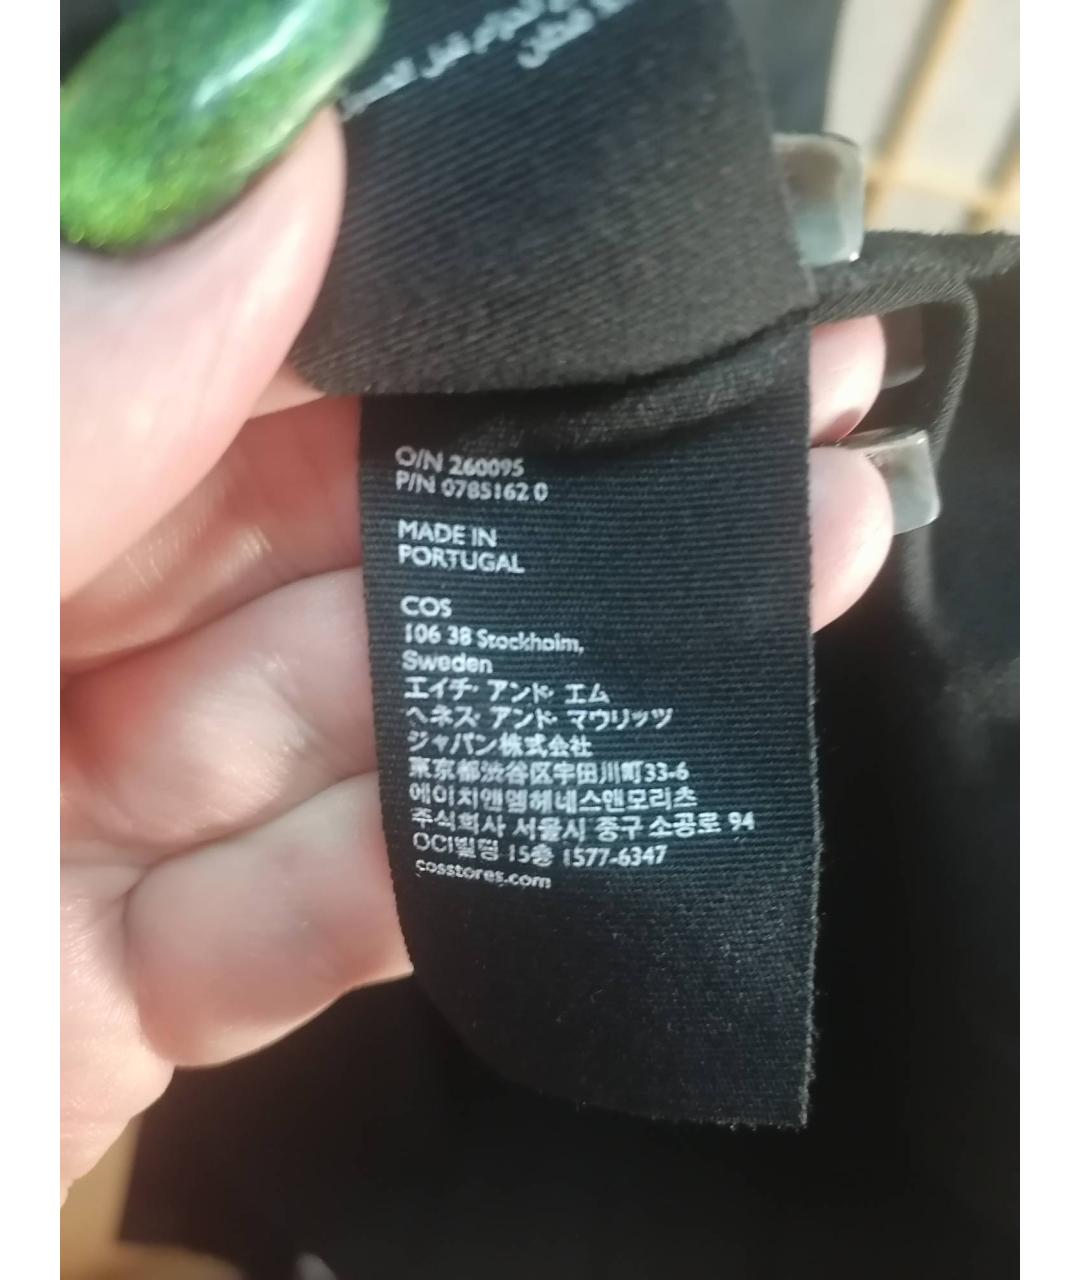 O/N 260095
P/N 0785162 0
MADE IN
PORTUGAL
COS
106 38 Stockholm,
Sweden
エイチ・アンド・エム
ヘネス・アンド・マウリッツ
ジャパン株式会社
東京都渋谷区宇田川町33-6
에이치앤엠헤네스앤모리츠
주식회사 서울시 중구 소공로 94
OCI빌딩 15층 1577-6347
cosstores.com